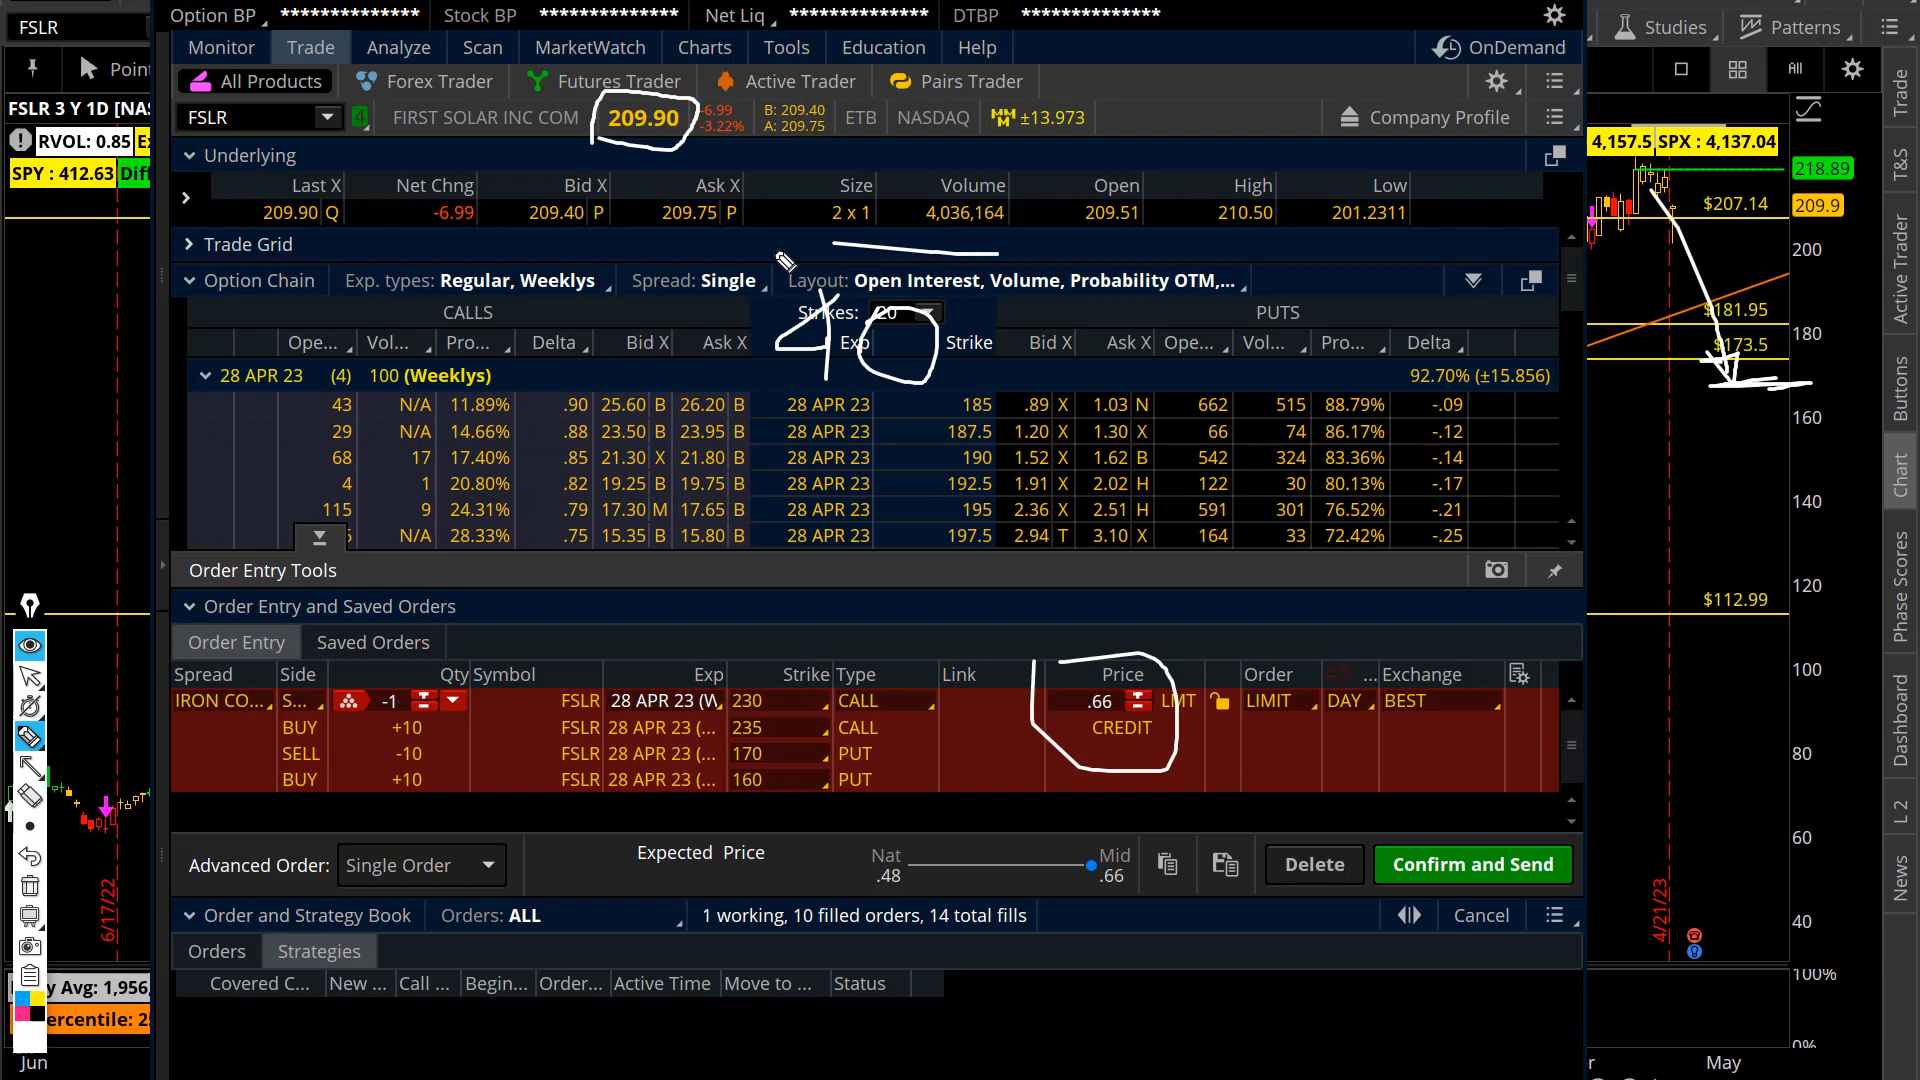 FSLR
Option BP **************
Stock BP **************
Net Liq **************
DTBP **************
Studies
Patterns
Monitor Trade Analyze Scan MarketWatch Charts Tools Education Help
OnDemand
All
All Products Forex Trader Futures Trader Active Trader Pairs Trader
FSLR 3 Y 1D
FSLR 4 FIRST SOLAR INC COM 209.90 -6.99 -3.22% B: 209.40 A: 209.75 ETB NASDAQ ±13.973 Company Profile
RVOL: 0.85
SPY : 412.63
4,157.5 SPX : 4,137.04
218.89
$207.14
209.9
200
$181.95
180
$173.5
160
140
120
$112.99
100
80
60
40
100%
0%
4/21/23
May
Underlying
Last X Net Chng Bid X Ask X Size Volume Open High Low
209.90 Q -6.99 209.40 P 209.75 P 2 x 1 4,036,164 209.51 210.50 201.2311
Trade Grid
Option Chain Exp. types: Regular, Weeklys Spread: Single Layout: Open Interest, Volume, Probability OTM,...
40
CALLS Strikes: 20 PUTS
Ope... Vol... Pro... Delta Bid X Ask X Exp Strike Bid X Ask X Ope... Vol... Pro... Delta
28 APR 23 (4) 100 (Weeklys) 92.70% (±15.856)
43 N/A 11.89% .90 25.60 B 26.20 B 28 APR 23 185 .89 X 1.03 N 662 515 88.79% -.09
29 N/A 14.66% .88 23.50 B 23.95 B 28 APR 23 187.5 1.20 X 1.30 X 66 74 86.17% -.12
68 17 17.40% .85 21.30 X 21.80 B 28 APR 23 190 1.52 X 1.62 B 542 324 83.36% -.14
4 1 20.80% .82 19.25 B 19.75 B 28 APR 23 192.5 1.91 X 2.02 H 122 30 80.13% -.17
115 9 24.31% .79 17.30 M 17.65 B 28 APR 23 195 2.36 X 2.51 H 591 301 76.52% -.21
N/A 28.33% .75 15.35 B 15.80 B 28 APR 23 197.5 2.94 T 3.10 X 164 33 72.42% -.25
Order Entry Tools
Order Entry and Saved Orders
Order Entry Saved Orders
Spread Side Qty Symbol Exp Strike Type Link Price Order ... Exchange
IRON CO... S... -1 FSLR 28 APR 23 (W 230 CALL .66 LMT LIMIT DAY BEST
BUY +10 FSLR 28 APR 23 (... 235 CALL CREDIT
SELL -10 FSLR 28 APR 23 (... 170 PUT
BUY +10 FSLR 28 APR 23 (... 160 PUT
Advanced Order: Single Order Expected Price Nat .48 Mid .66 Delete Confirm and Send
Order and Strategy Book Orders: ALL 1 working, 10 filled orders, 14 total fills Cancel
Orders Strategies
Covered C... New ... Call ... Begin... Order... Active Time Move to ... Status
6/17/22
Avg: 1,956,
ercentile:
Jun
Trade
T&S
Active Trader
Buttons
Chart
Phase Scores
Dashboard
L 2
News